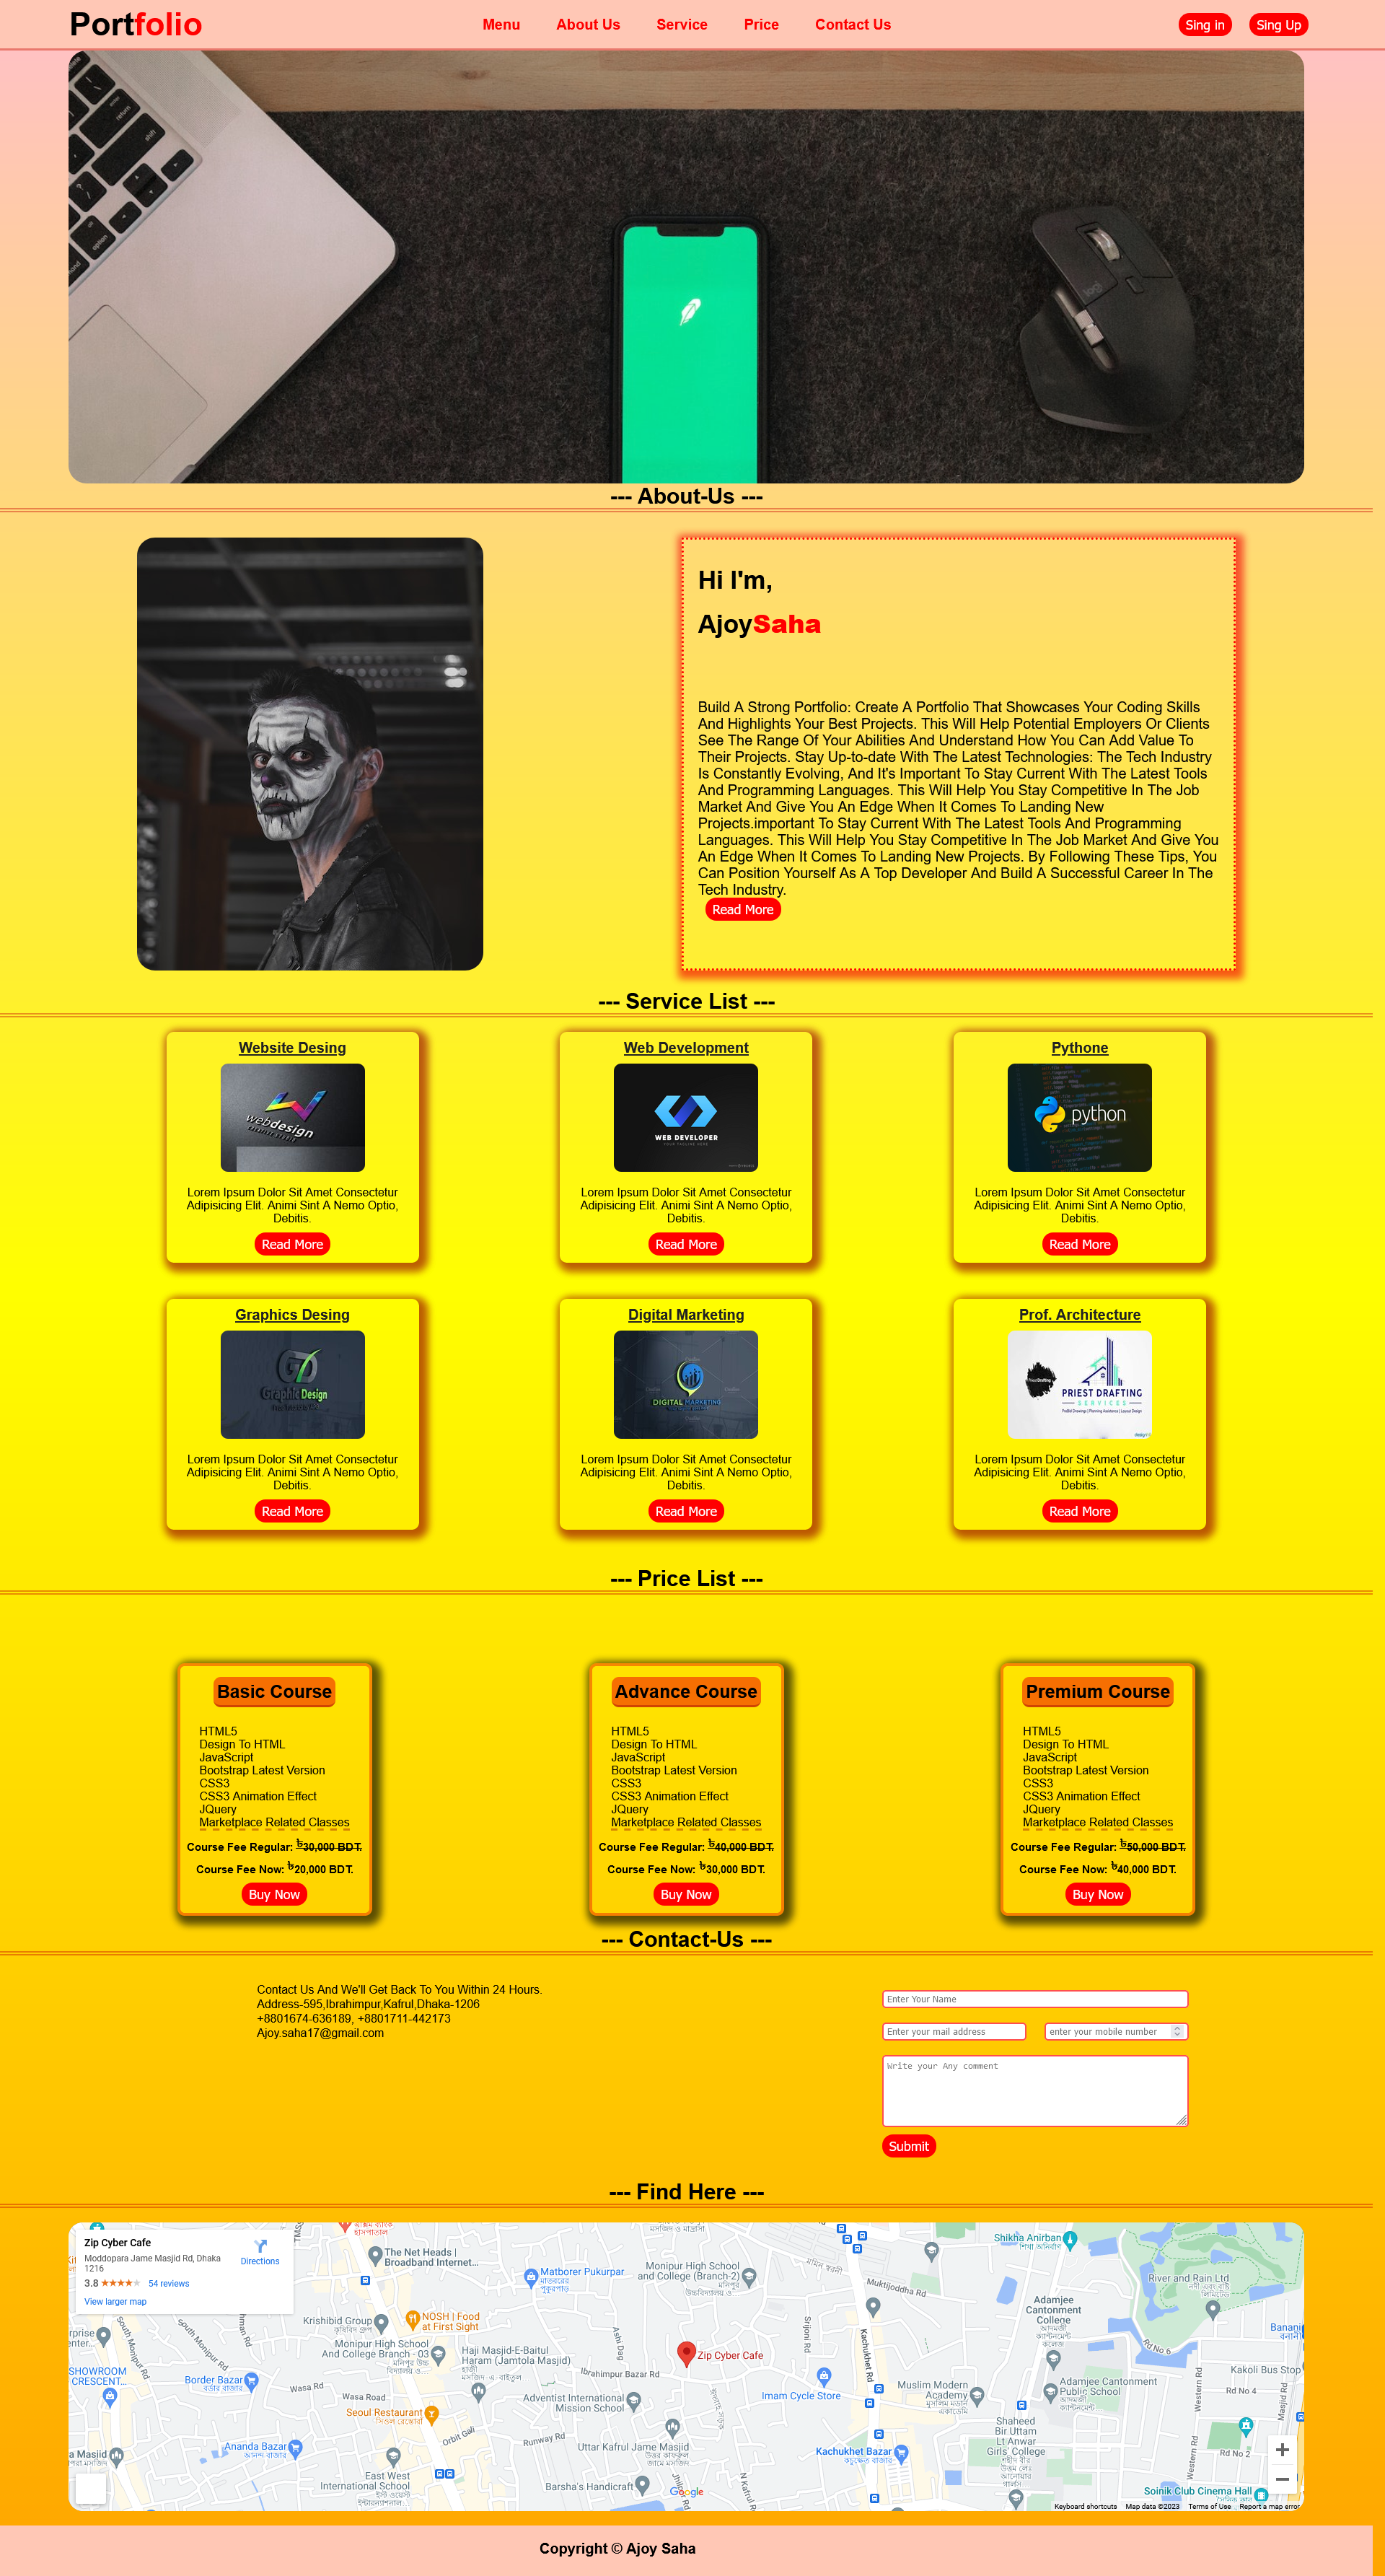 Portfolio
Menu About Us Service Price Contact Us
Sing in Sing Up
--- About-Us ---
Hi I'm,
AjoySaha
Build A Strong Portfolio: Create A Portfolio That Showcases Your Coding Skills
And Highlights Your Best Projects. This Will Help Potential Employers Or Clients
See The Range Of Your Abilities And Understand How You Can Add Value To
Their Projects. Stay Up-to-date With The Latest Technologies: The Tech Industry
Is Constantly Evolving, And It's Important To Stay Current With The Latest Tools
And Programming Languages. This Will Help You Stay Competitive In The Job
Market And Give You An Edge When It Comes To Landing New
Projects.important To Stay Current With The Latest Tools And Programming
Languages. This Will Help You Stay Competitive In The Job Market And Give You
An Edge When It Comes To Landing New Projects. By Following These Tips, You
Can Position Yourself As A Top Developer And Build A Successful Career In The
Tech Industry.
Read More
--- Service List ---
Website Desing
webdesign
Lorem Ipsum Dolor Sit Amet Consectetur
Adipisicing Elit. Animi Sint A Nemo Optio,
Debitis.
Read More
Web Development
WEB DEVELOPER
Lorem Ipsum Dolor Sit Amet Consectetur
Adipisicing Elit. Animi Sint A Nemo Optio,
Debitis.
Read More
Pythone
python
Lorem Ipsum Dolor Sit Amet Consectetur
Adipisicing Elit. Animi Sint A Nemo Optio,
Debitis.
Read More
Graphics Desing
Graphic Design
Lorem Ipsum Dolor Sit Amet Consectetur
Adipisicing Elit. Animi Sint A Nemo Optio,
Debitis.
Read More
Digital Marketing
DIGITAL MARKETING
Lorem Ipsum Dolor Sit Amet Consectetur
Adipisicing Elit. Animi Sint A Nemo Optio,
Debitis.
Read More
Prof. Architecture
PRIEST DRAFTING
SERVICES
Lorem Ipsum Dolor Sit Amet Consectetur
Adipisicing Elit. Animi Sint A Nemo Optio,
Debitis.
Read More
--- Price List ---
Basic Course
HTML5
Design To HTML
JavaScript
Bootstrap Latest Version
CSS3
CSS3 Animation Effect
JQuery
Marketplace Related Classes
Course Fee Regular: ৳30,000 BDT.
Course Fee Now: ৳20,000 BDT.
Buy Now
Advance Course
HTML5
Design To HTML
JavaScript
Bootstrap Latest Version
CSS3
CSS3 Animation Effect
JQuery
Marketplace Related Classes
Course Fee Regular: ৳40,000 BDT.
Course Fee Now: ৳30,000 BDT.
Buy Now
Premium Course
HTML5
Design To HTML
JavaScript
Bootstrap Latest Version
CSS3
CSS3 Animation Effect
JQuery
Marketplace Related Classes
Course Fee Regular: ৳50,000 BDT.
Course Fee Now: ৳40,000 BDT.
Buy Now
--- Contact-Us ---
Contact Us And We'll Get Back To You Within 24 Hours.
Address-595,Ibrahimpur,Kafrul,Dhaka-1206
+8801674-636189, +8801711-442173
Ajoy.saha17@gmail.com
Enter Your Name
Enter your mail address enter your mobile number
Write your Any comment
Submit
--- Find Here ---
Zip Cyber Cafe
Moddopara Jame Masjid Rd, Dhaka
1216
Directions
3.8 54 reviews
View larger map
The Net Heads |
Broadband Internet...
Matborer Pukurpar
মাতবরের
পুকুরপাড়
Monipur High School
and College (Branch-2)
Muktijoddha Rd
Shikha Anirban
শিখা অনির্বাণ
River and Rain Ltd
Adamjee
Cantonment
College
Krishibid Group
NOSH | Food
at First Sight
Monipur High School
And College Branch - 03
Haji Masjid-E-Baitul
Haram (Jamtola Masjid)
Ibrahimpur Bazar Rd
Zip Cyber Cafe
Kachukhet Rd
Srijoni Rd
Rd No 6
Kakoli Bus Stop
South Monipur Rd
SHOWROOM
CRESCENT...
Border Bazar
বর্ডার বাজার
Wasa Rd
Wasa Road
Seoul Restaurant
Adventist International
Mission School
Imam Cycle Store
Muslim Modern
Academy
Adamjee Cantonment
Public School
Rd No 4
Western Rd
Shaheed
Bir Uttam
Lt Anwar
Girls' College
Ananda Bazar
আনন্দ বাজার
Orbit Gali
Runway Rd
Uttar Kafrul Jame Masjid
Kachukhet Bazar
Rd No 2
East West
International School
Barsha's Handicraft
Google
Soinik Club Cinema Hall
Keyboard shortcuts Map data ©2023 Terms of Use Report a map error
Copyright © Ajoy Saha